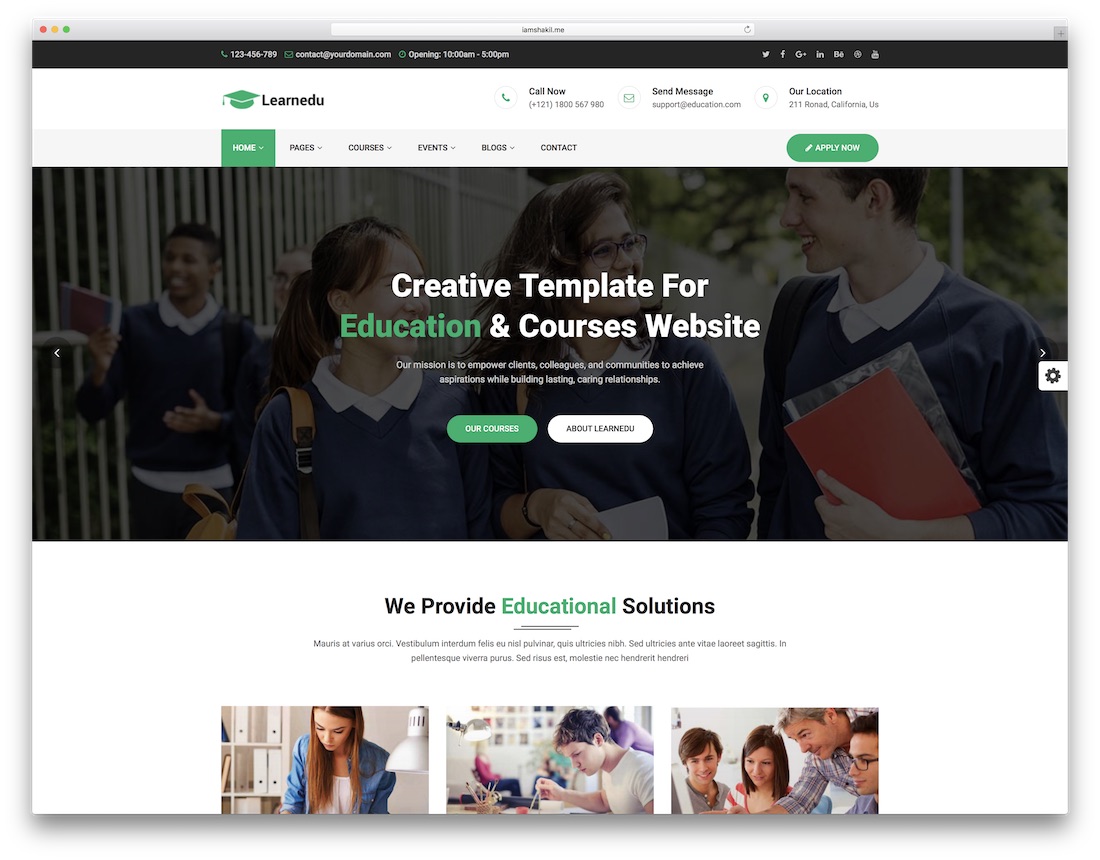 iamshakil.me
123-456-789 contact@yourdomain.com Opening: 10:00am - 5:00pm
Learnedu
Call Now
(+121) 1800 567 980
Send Message
support@education.com
Our Location
211 Ronad, California, Us
HOME PAGES COURSES EVENTS BLOGS CONTACT APPLY NOW
Creative Template For
Education & Courses Website
Our mission is to empower clients, colleagues, and communities to achieve
aspirations while building lasting, caring relationships.
OUR COURSES ABOUT LEARNEDU
We Provide Educational Solutions
Mauris at varius orci. Vestibulum interdum felis eu nisl pulvinar, quis ultricies nibh. Sed ultricies ante vitae laoreet sagittis. In
pellentesque viverra purus. Sed risus est, molestie nec hendrerit hendreri